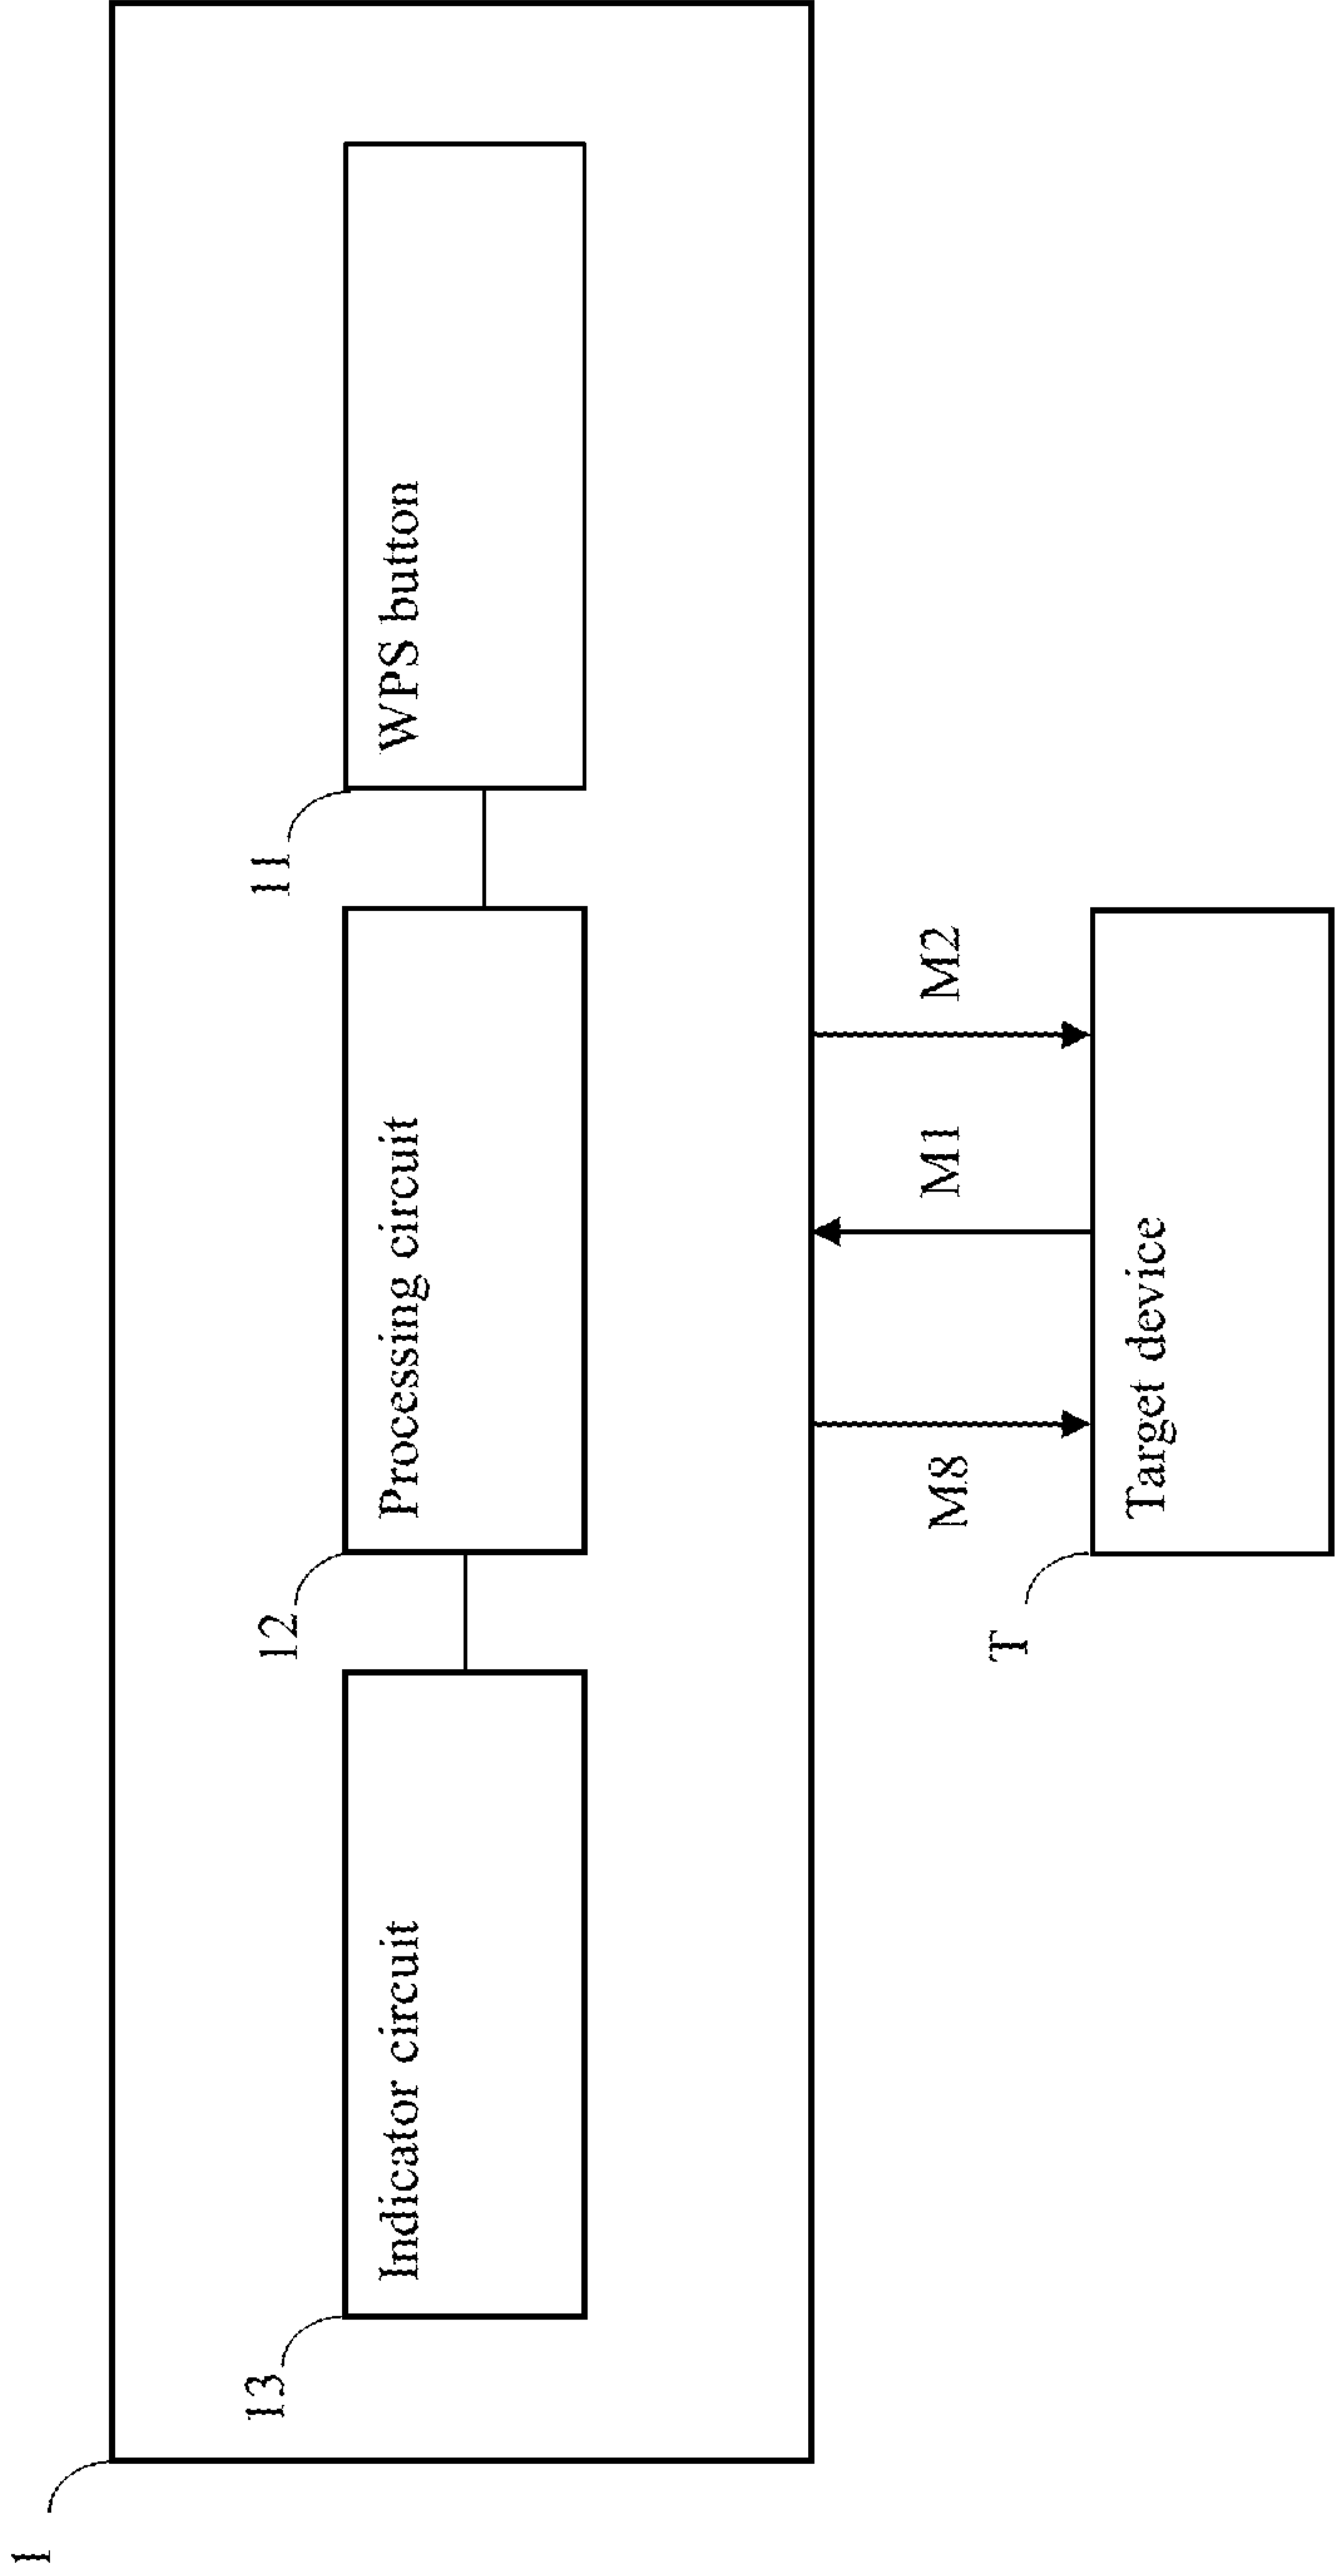 1
13
Indicator circuit
12
Processing circuit
11
WPS button
M8
M1
M2
T
Target device